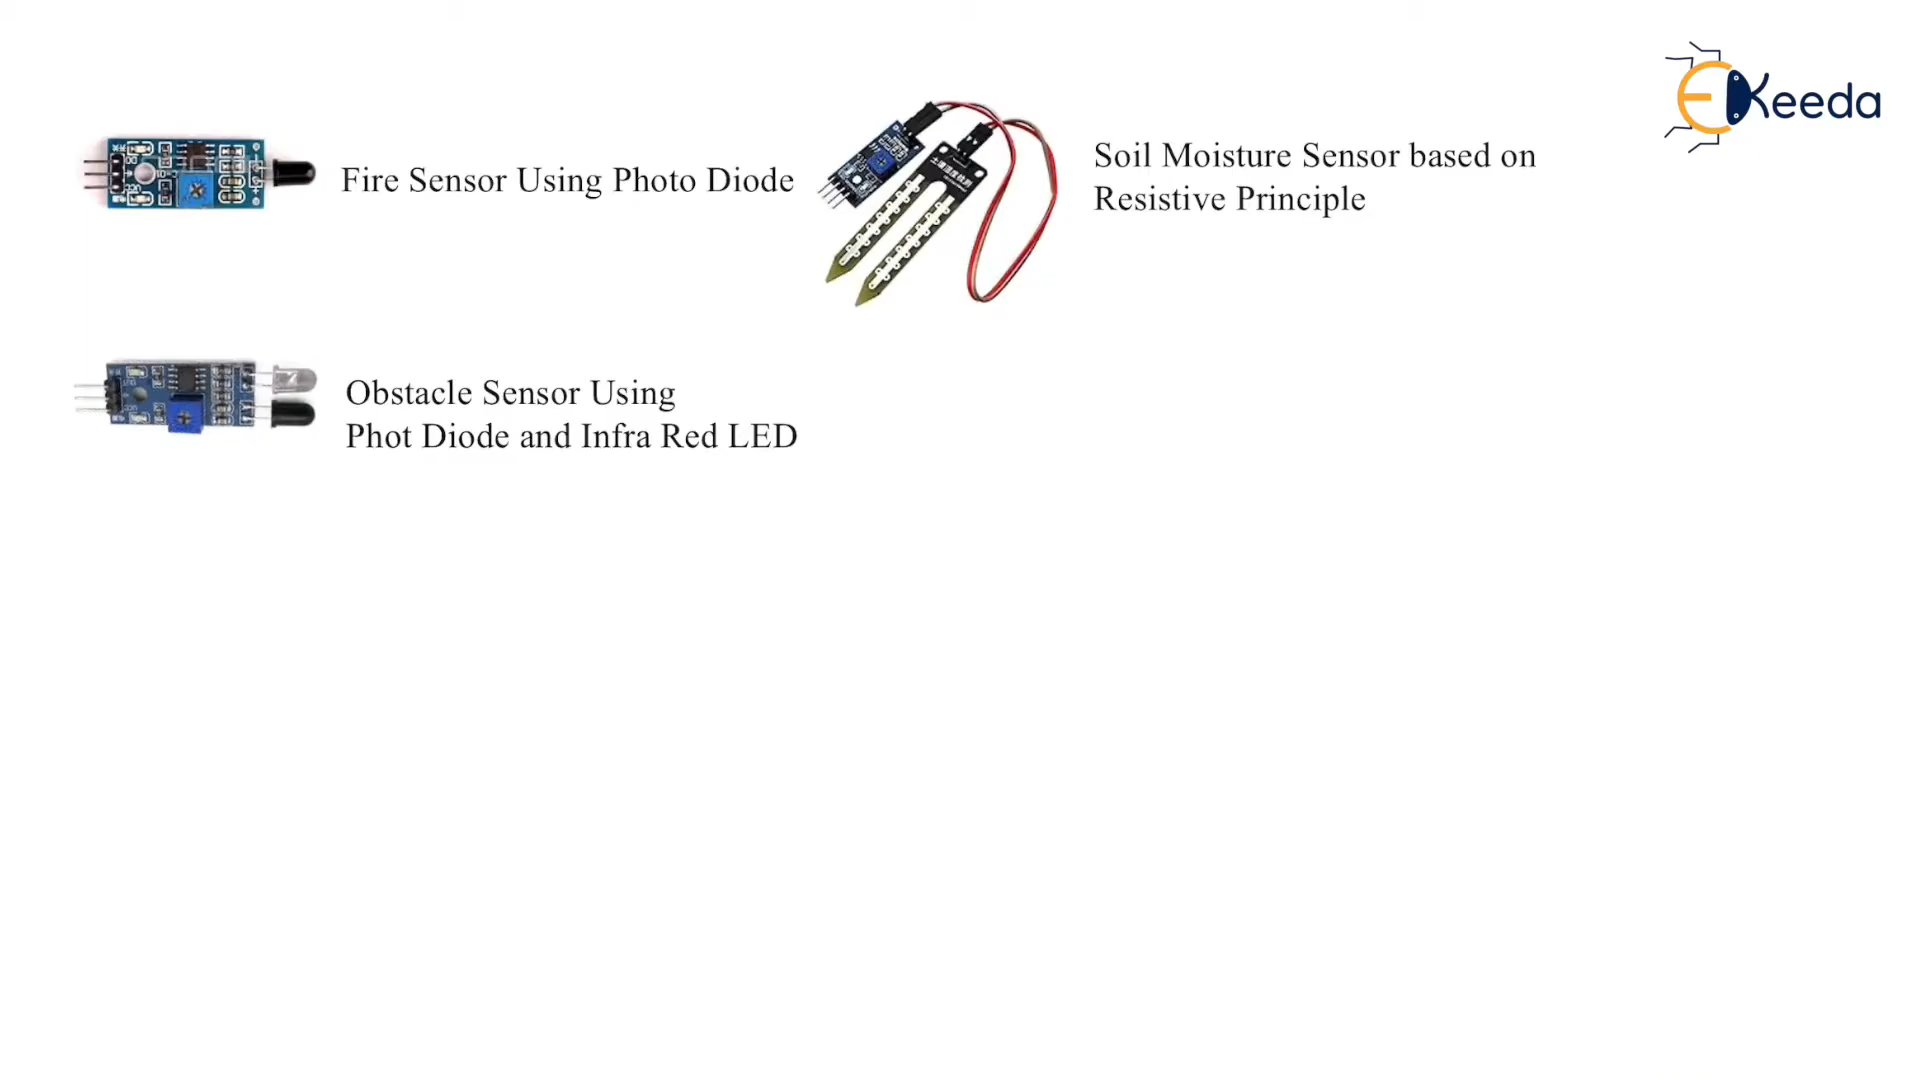 Keeda
Fire Sensor Using Photo Diode
Soil Moisture Sensor based on
Resistive Principle
Obstacle Sensor Using
Phot Diode and Infra Red LED